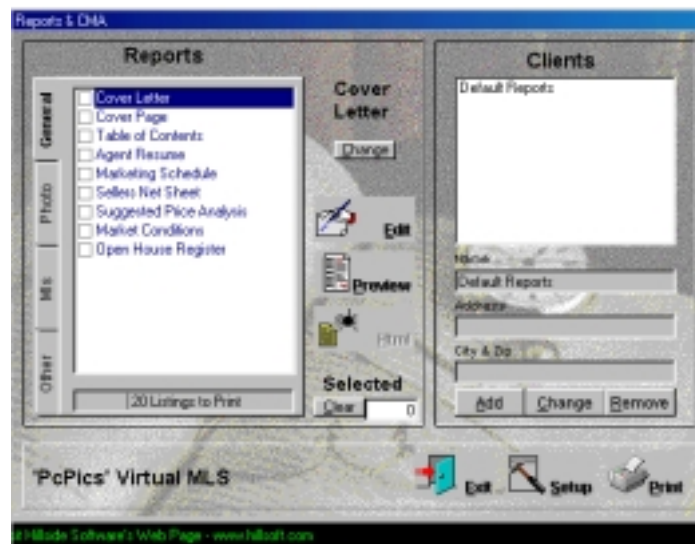 Reports & CMA
Reports
General
Photo
Mls
Other
Cover Letter
Cover Page
Table of Contents
Agent Resume
Marketing Schedule
Sellers Net Sheet
Suggested Price Analysis
Market Conditions
Open House Register
20 Listings to Print
Cover
Letter
Change
Edit
Preview
Html
Selected
Clear 0
Clients
Default Reports
Name
Default Reports
Address
City & Zip
Add Change Remove
"PcPics" Virtual MLS
Exit Setup Print
it Hillside Software's Web Page - www.hillsoft.com